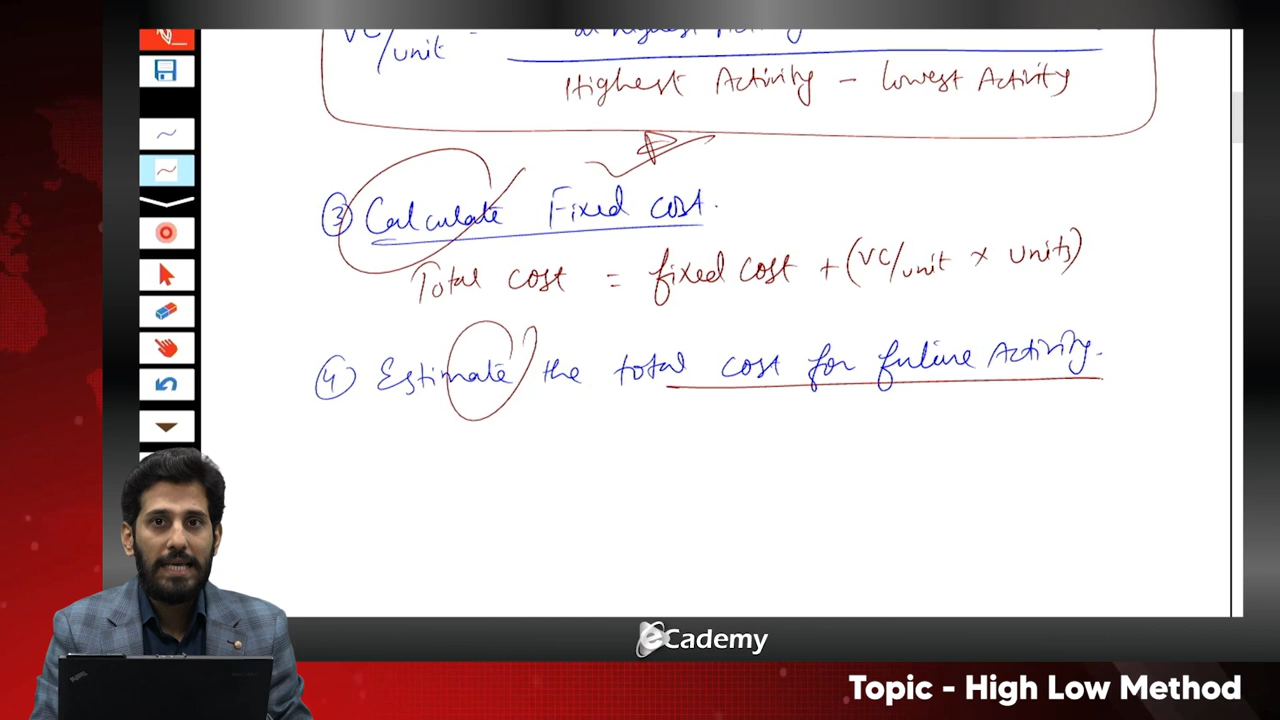 VC/unit =
Highest Activity - lowest Activity
③ Calculate Fixed cost.
Total cost = fixed cost + (VC/unit × units)
④ Estimate the total cost for future Activity.
eCademy
Topic - High Low Method